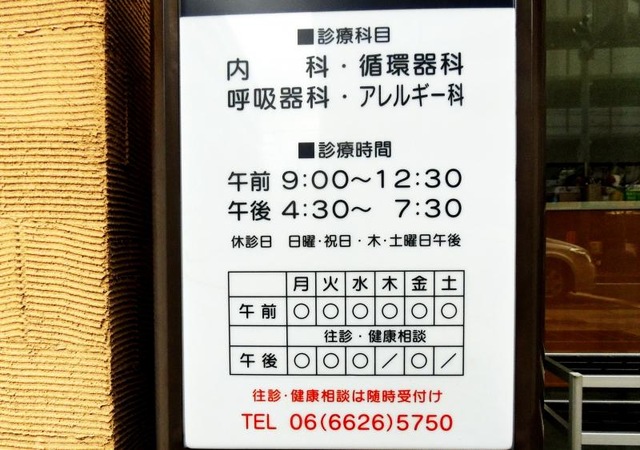 ■診療科目
内　科・循環器科
呼吸器科・アレルギー科
■診療時間
午前 9:00～12:30
午後 4:30～ 7:30
休診日 日曜・祝日・木・土曜日午後
月 火 水 木 金 土
午前 ○ ○ ○ ○ ○ ○
往診・健康相談
午後 ○ ○ ○ / ○ /
往診・健康相談は随時受付け
TEL 06(6626)5750